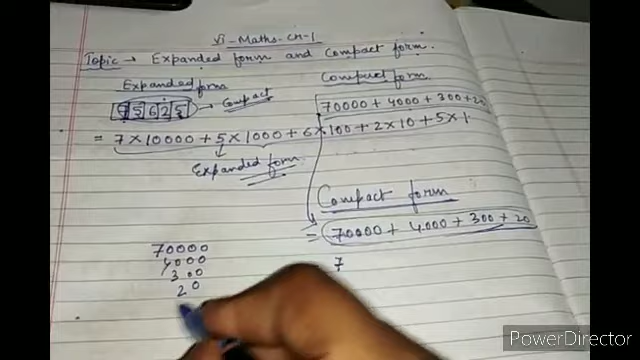 VI - Maths - CH-1
Topic → Expanded form and Compact form.
Expanded form
95625 → Compact
= 7×10000 + 5×1000 + 6×100 + 2×10 + 5×1
Expanded form
Compact form
70000 + 4000 + 300 + 20
Compact form
= 70000 + 4000 + 300 + 20
7
70000
4000
300
20
PowerDirector